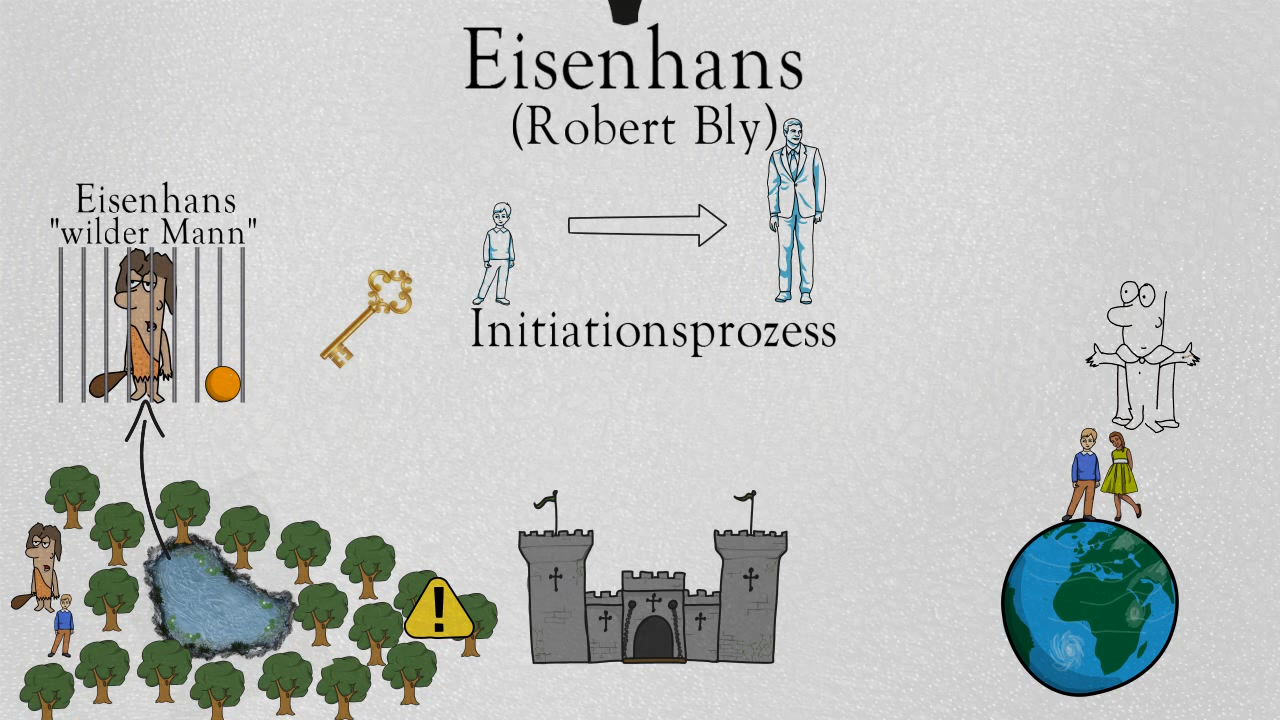 Eisenhans
(Robert Bly)
Eisenhans
"wilder Mann"
Initiationsprozess
!